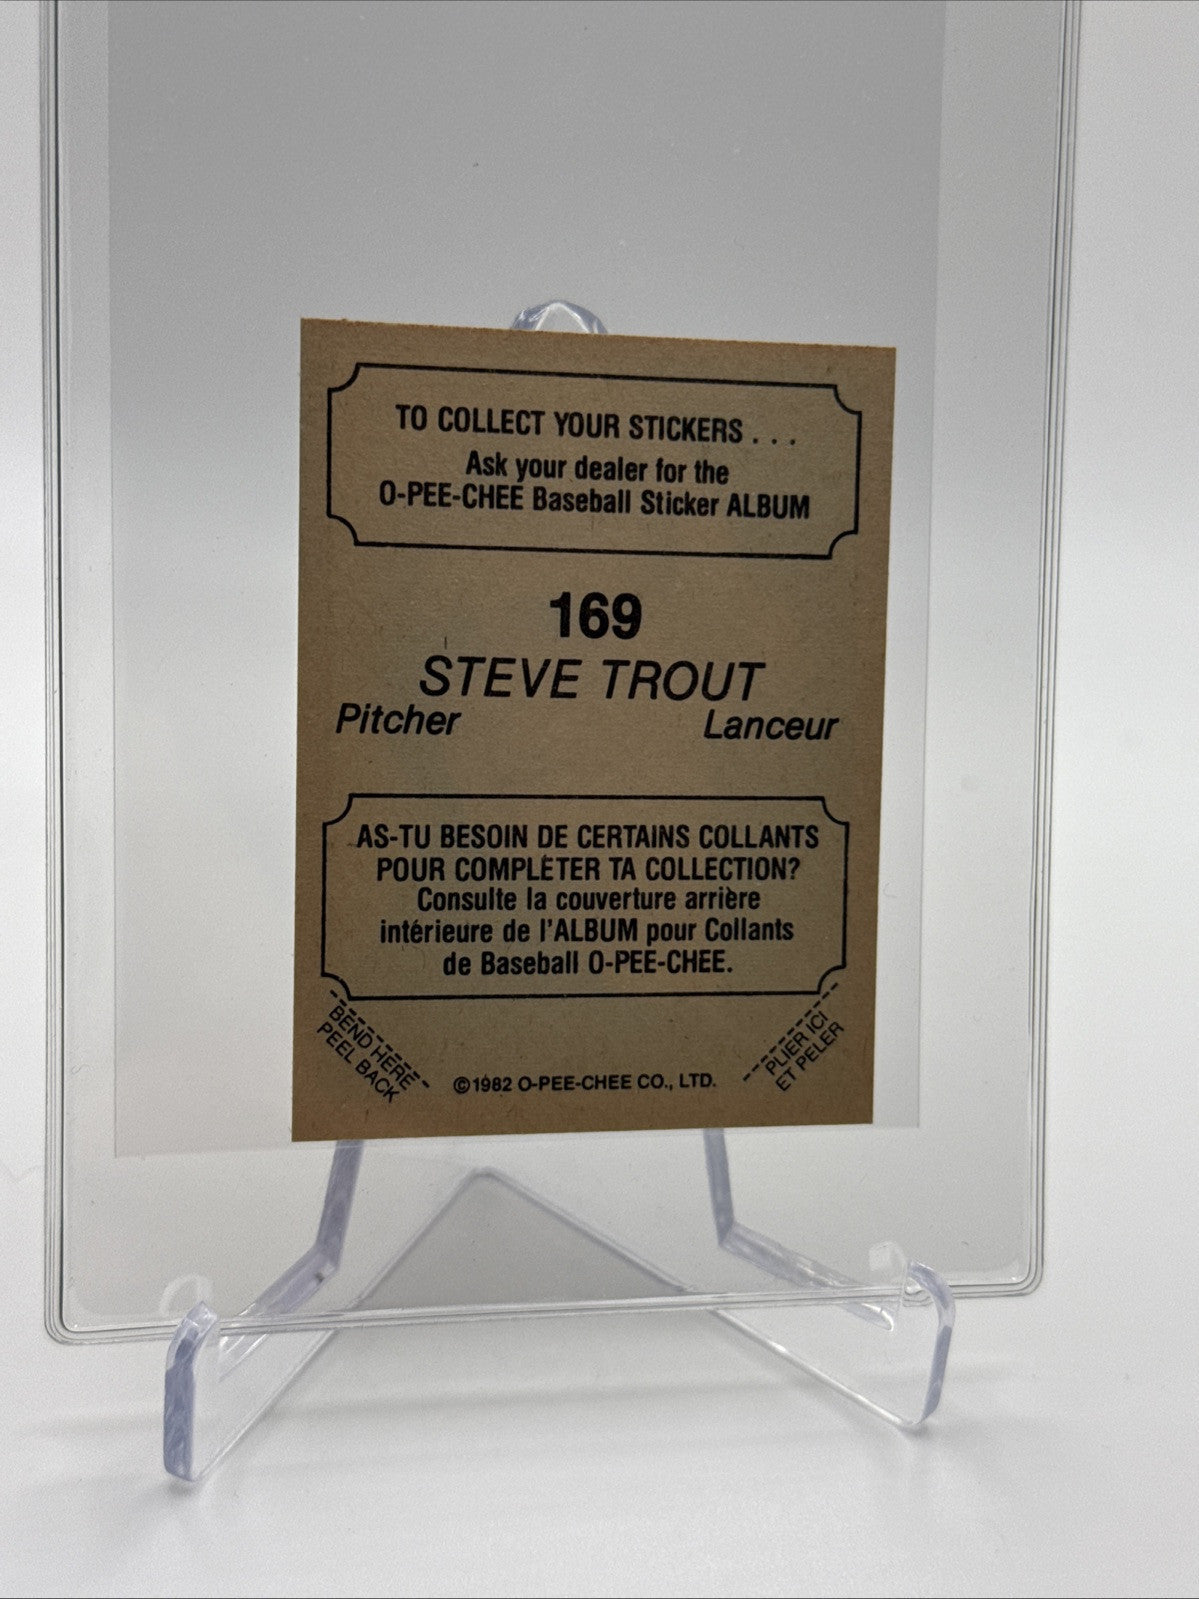 TO COLLECT YOUR STICKERS . . .
Ask your dealer for the
O-PEE-CHEE Baseball Sticker ALBUM
169
STEVE TROUT
Pitcher Lanceur
AS-TU BESOIN DE CERTAINS COLLANTS
POUR COMPLÉTER TA COLLECTION?
Consulte la couverture arrière
intérieure de l'ALBUM pour Collants
de Baseball O-PEE-CHEE.
BEND HERE
PEEL BACK
©1982 O-PEE-CHEE CO., LTD.
PLIER ICI
ET PELER